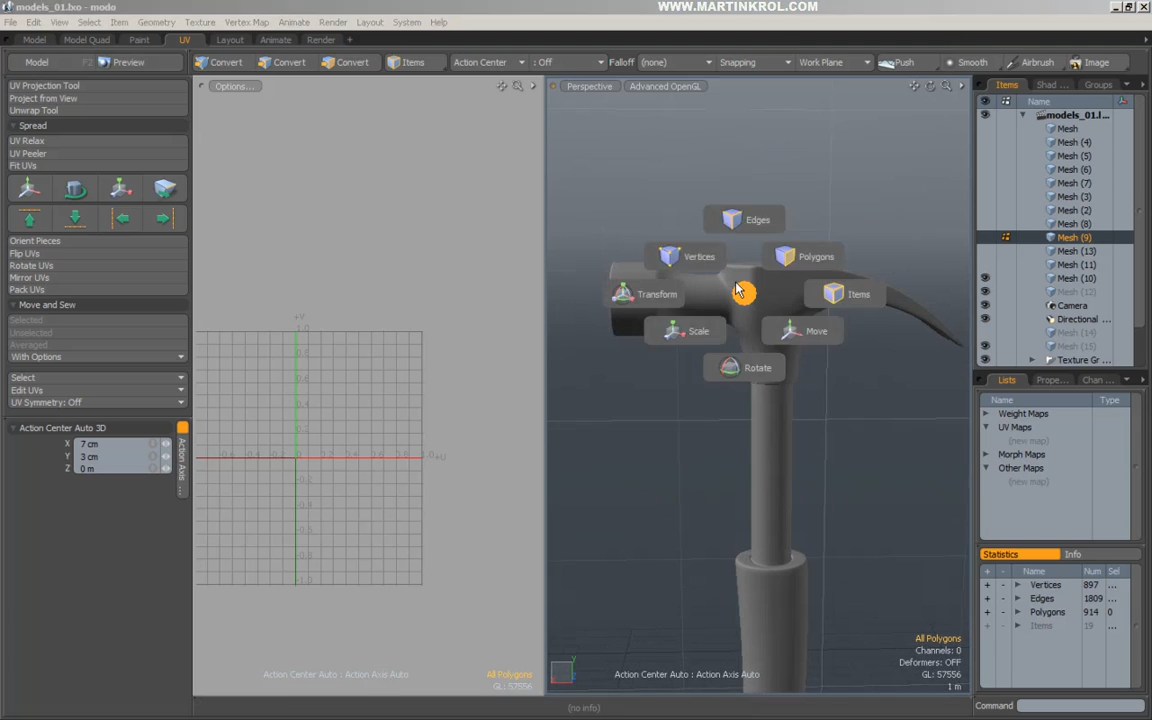 models_01.lxo - modo
WWW.MARTINKROL.COM
File Edit View Select Item Geometry Texture Vertex Map Animate Render Layout System Help
Model Model Quad Paint UV Layout Animate Render +
Model F2 Preview Convert Convert Convert Items Action Center : Off Falloff (none) Snapping Work Plane Push Smooth Airbrush Image
UV Projection Tool
Project from View
Unwrap Tool
Spread
UV Relax
UV Peeler
Fit UVs
Orient Pieces
Flip UVs
Rotate UVs
Mirror UVs
Pack UVs
Move and Sew
Selected
Unselected
Averaged
With Options
Select
Edit UVs
UV Symmetry: Off
Action Center Auto 3D
X 7 cm
Y 3 cm
Z 0 m
Action Axis ...
Options...
+V
1.0
+U
Action Center Auto : Action Axis Auto
All Polygons
GL: 57556
Perspective Advanced OpenGL
Edges
Vertices Polygons
Transform Items
Scale Move
Rotate
All Polygons
Channels: 0
Deformers: OFF
Action Center Auto : Action Axis Auto
GL: 57556
1 m
(no info)
Items Shad ... Groups
Name
models_01.l...
Mesh
Mesh (4)
Mesh (5)
Mesh (6)
Mesh (7)
Mesh (3)
Mesh (2)
Mesh (8)
Mesh (9)
Mesh (13)
Mesh (11)
Mesh (10)
Mesh (12)
Camera
Directional
Mesh (14)
Mesh (15)
Texture Gr ...
Lists Prope... Chan ...
Name Type
Weight Maps
UV Maps
(new map)
Morph Maps
Other Maps
(new map)
Statistics Info
+ - Name Num Sel
+ - Vertices 897 ...
+ - Edges 1809 ...
+ - Polygons 914 0
+ - Items 19 ...
Command